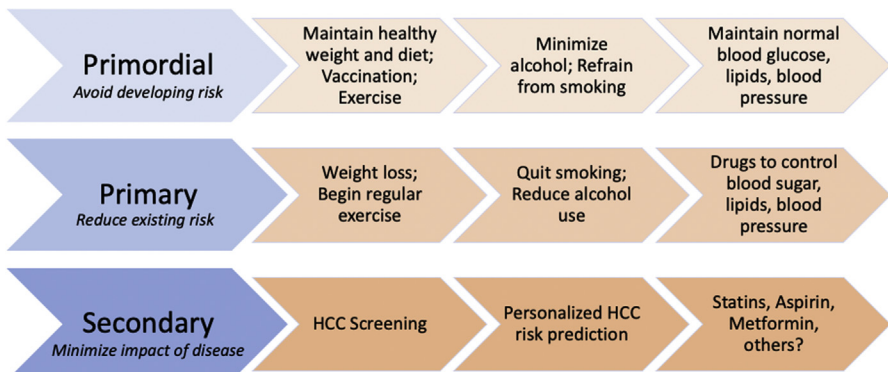 Primordial
Avoid developing risk
Maintain healthy
weight and diet;
Vaccination;
Exercise
Minimize
alcohol; Refrain
from smoking
Maintain normal
blood glucose,
lipids, blood
pressure
Primary
Reduce existing risk
Weight loss;
Begin regular
exercise
Quit smoking;
Reduce alcohol
use
Drugs to control
blood sugar,
lipids, blood
pressure
Secondary
Minimize impact of disease
HCC Screening
Personalized HCC
risk prediction
Statins, Aspirin,
Metformin,
others?